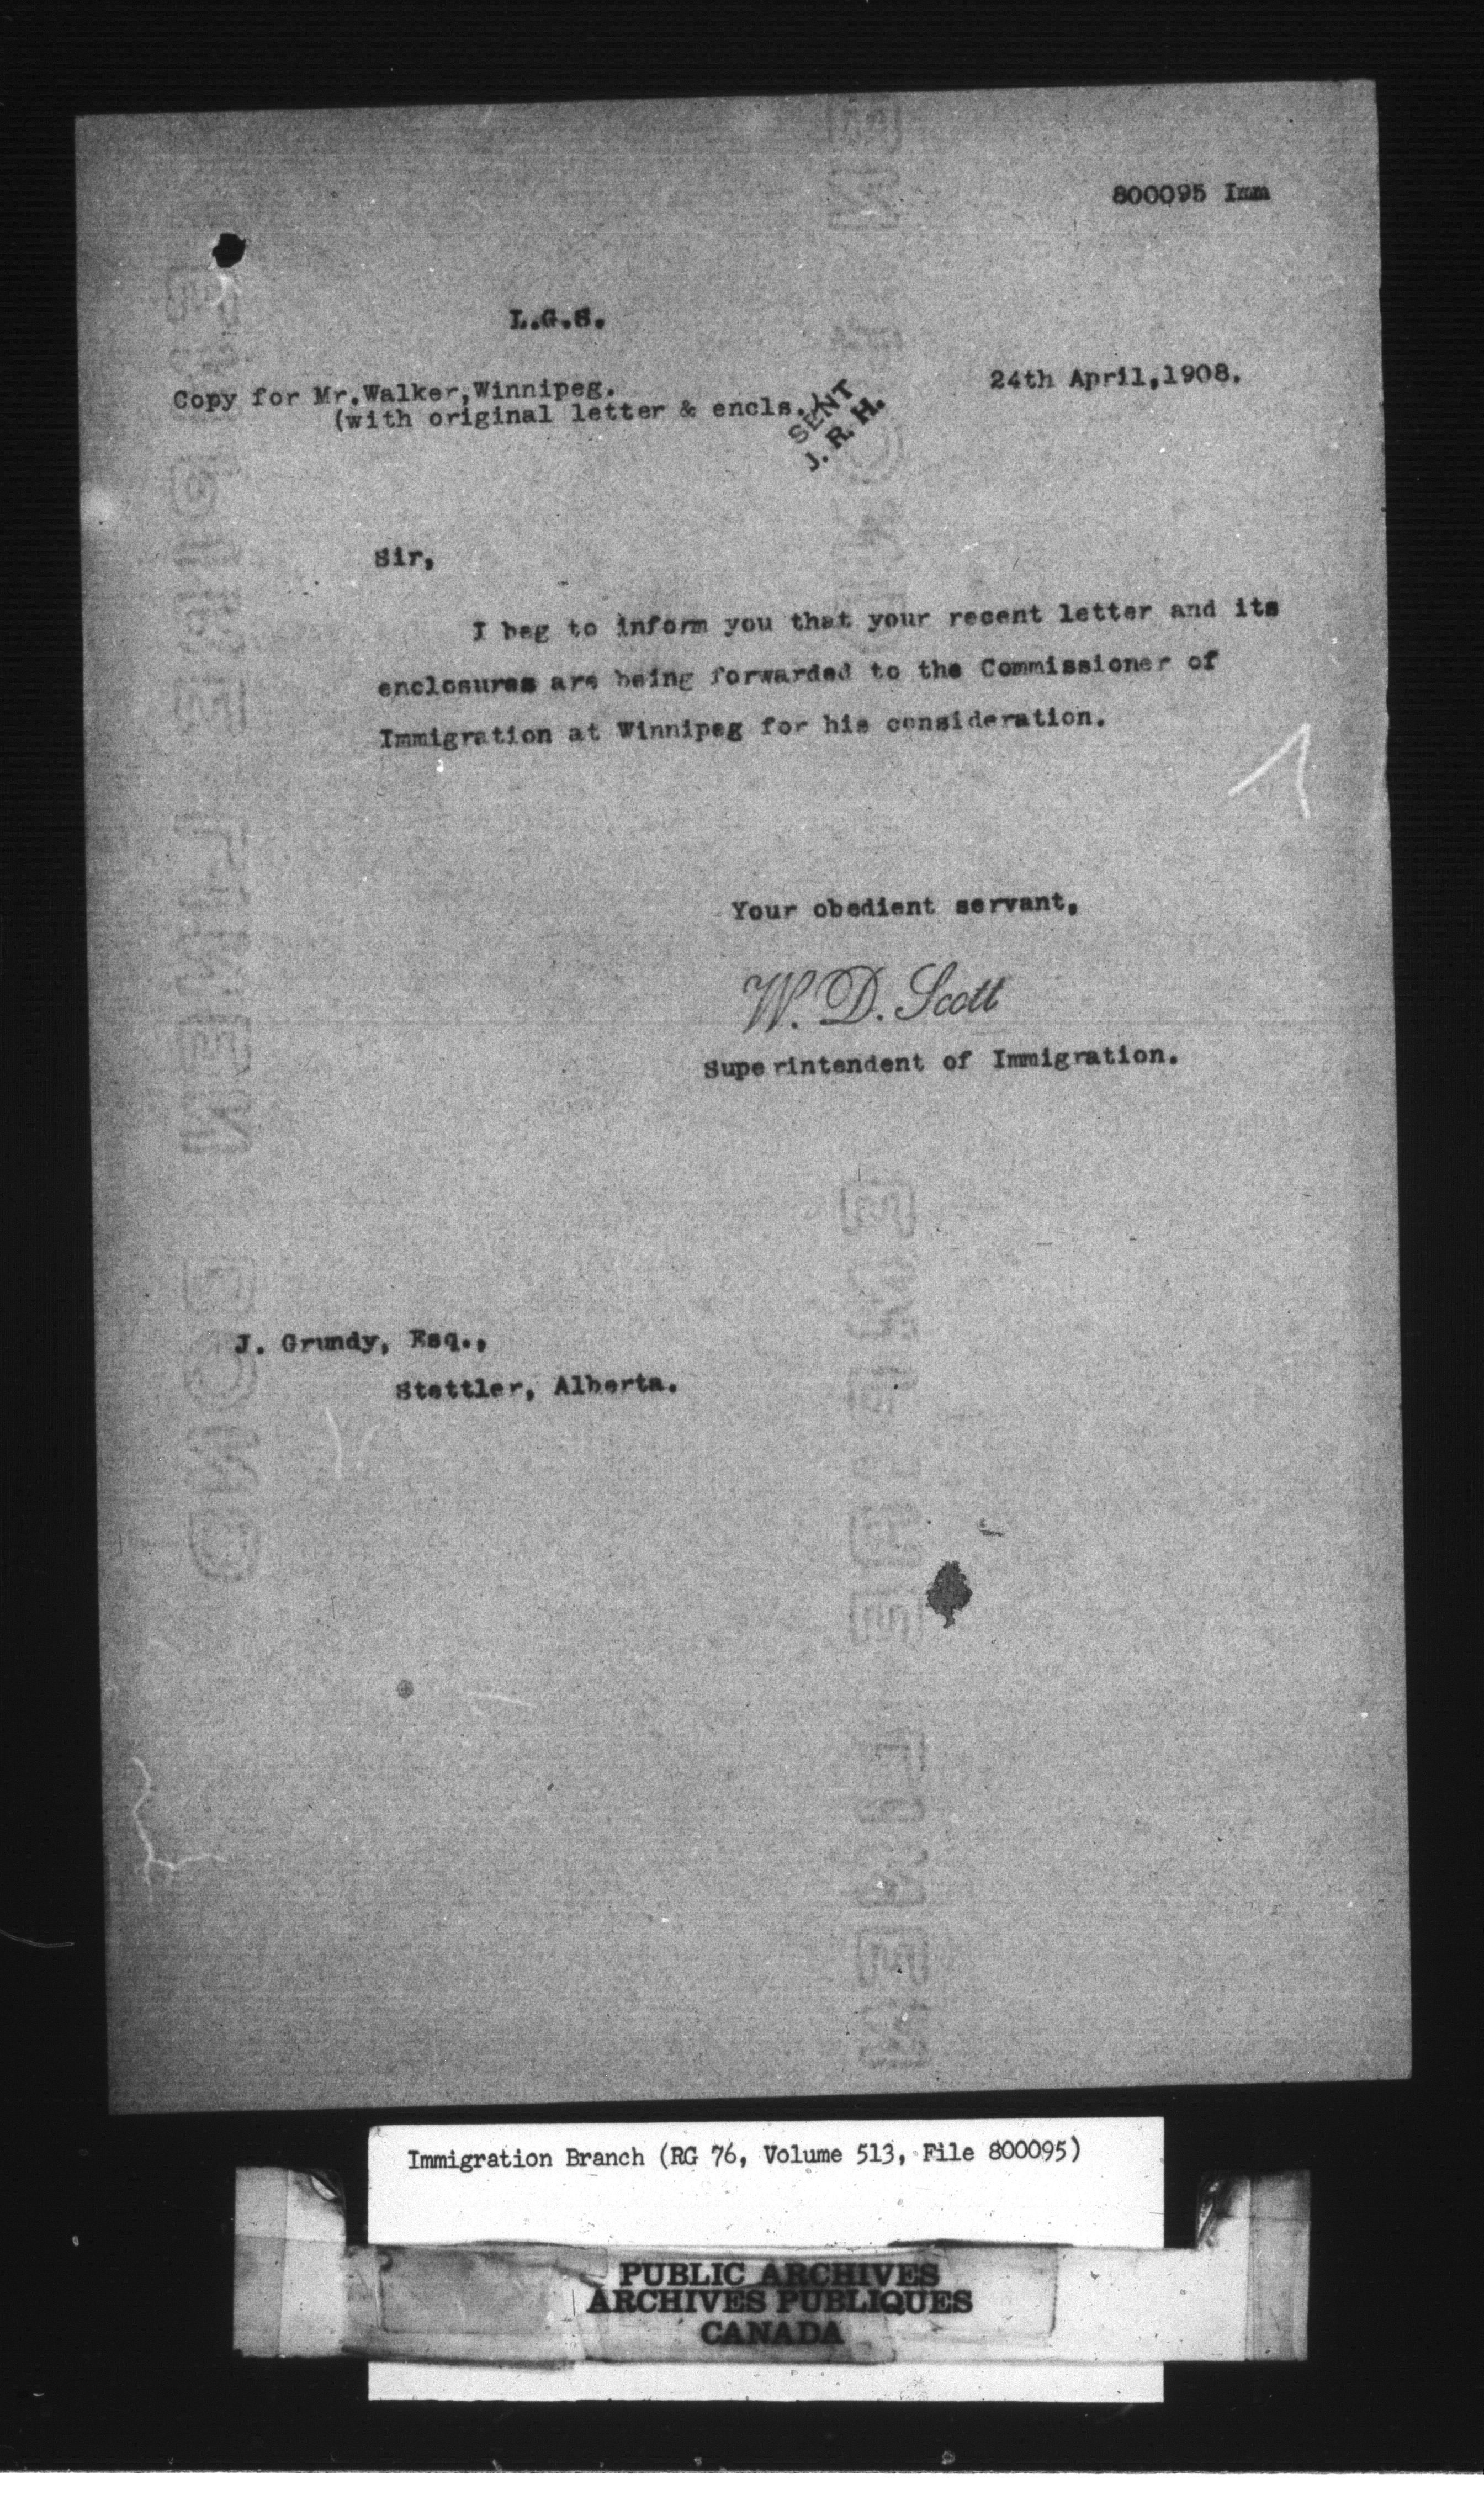 800095 Imm
L.G.S.
Copy for Mr.Walker,Winnipeg.
24th April,1908.
(with original letter & encls.)
SENT
J. R. H.
Sir,
I beg to inform you that your recent letter and its
enclosures are being forwarded to the Commissioner of
Immigration at Winnipeg for his consideration.
Your obedient servant,
W. D. Scott
Superintendent of Immigration.
J. Grundy, Esq.,
Stettler, Alberta.
Immigration Branch (RG 76, Volume 513, File 800095)
PUBLIC ARCHIVES
ARCHIVES PUBLIQUES
CANADA